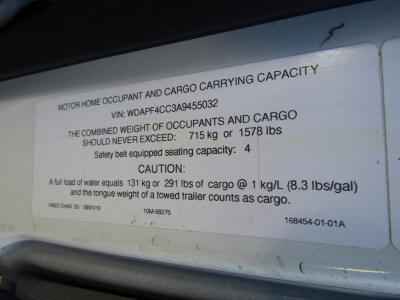 MOTOR HOME OCCUPANT AND CARGO CARRYING CAPACITY
VIN: WDAPF4CC3A9455032
THE COMBINED WEIGHT OF OCCUPANTS AND CARGO
SHOULD NEVER EXCEED: 715 kg or 1578 lbs
Safety belt equipped seating capacity: 4
CAUTION:
A full load of water equals 131 kg or 291 lbs of cargo @ 1 kg/L (8.3 lbs/gal)
and the tongue weight of a towed trailer counts as cargo.
10M-58275
168454-01-01A